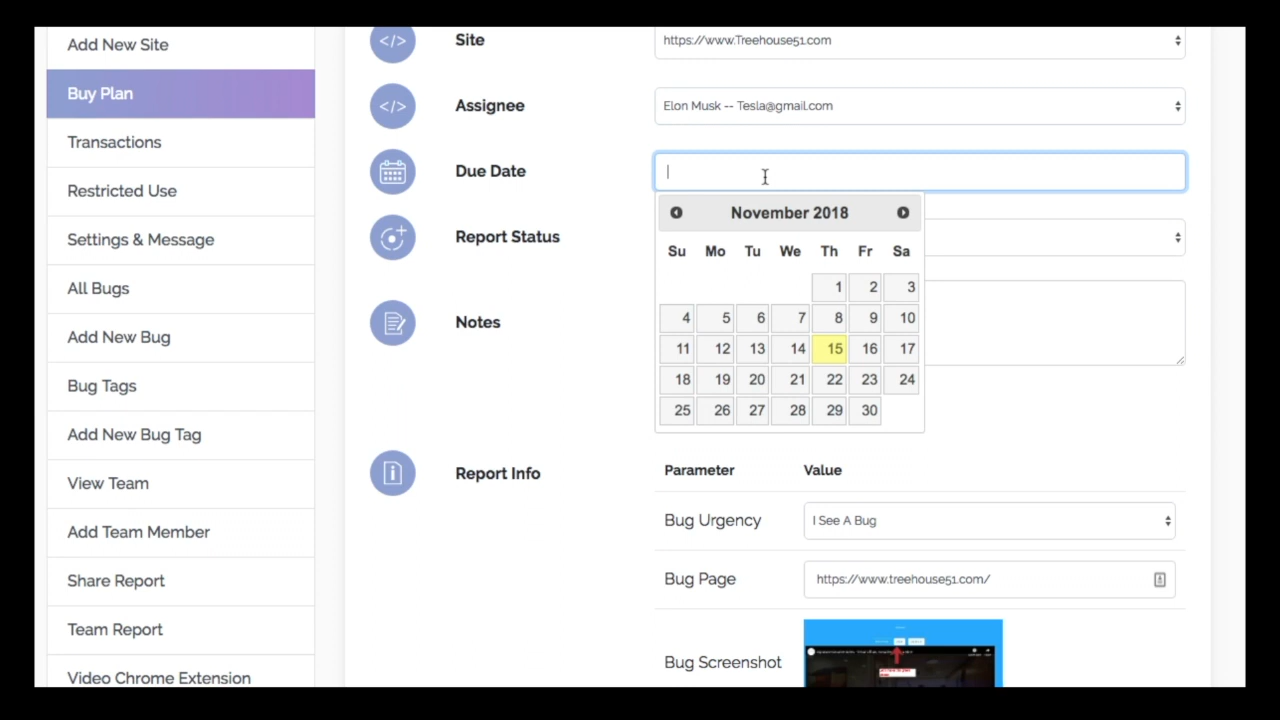 Add New Site
Buy Plan
Transactions
Restricted Use
Settings & Message
All Bugs
Add New Bug
Bug Tags
Add New Bug Tag
View Team
Add Team Member
Share Report
Team Report
Video Chrome Extension
</> Site https://www.Treehouse51.com
</> Assignee Elon Musk -- Tesla@gmail.com
Due Date
November 2018
Su Mo Tu We Th Fr Sa
1 2 3
4 5 6 7 8 9 10
11 12 13 14 15 16 17
18 19 20 21 22 23 24
25 26 27 28 29 30
Report Status
Notes
Report Info
Parameter Value
Bug Urgency I See A Bug
Bug Page https://www.treehouse51.com/
Bug Screenshot